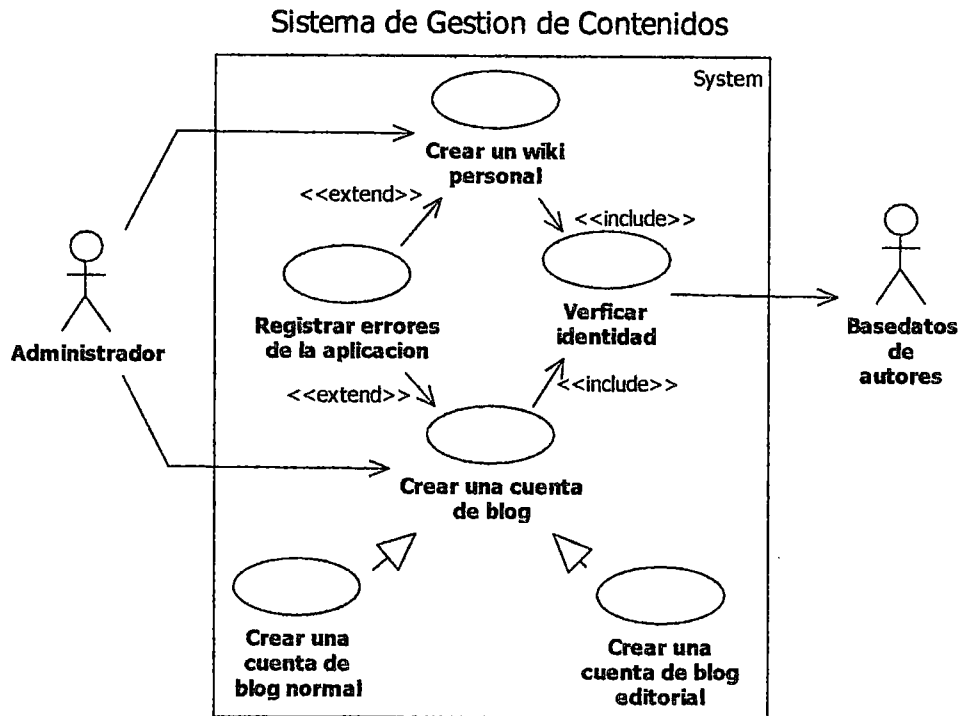 Sistema de Gestion de Contenidos
System
Crear un wiki
personal
<<extend>>
<<include>>
Registrar errores
de la aplicacion
Verficar
identidad
Administrador
Basedatos
de
autores
<<extend>>
<<include>>
Crear una cuenta
de blog
Crear una
cuenta de
blog normal
Crear una
cuenta de blog
editorial